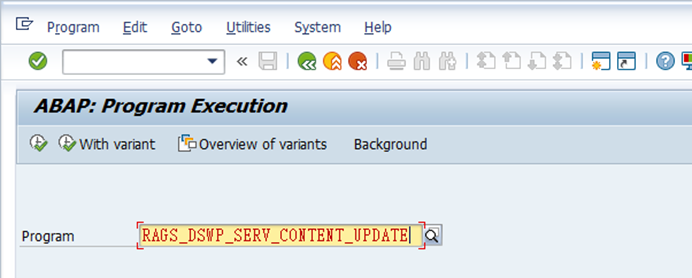 Program Edit Goto Utilities System Help
ABAP: Program Execution
With variant Overview of variants Background
Program RAGS_DSWP_SERV_CONTENT_UPDATE